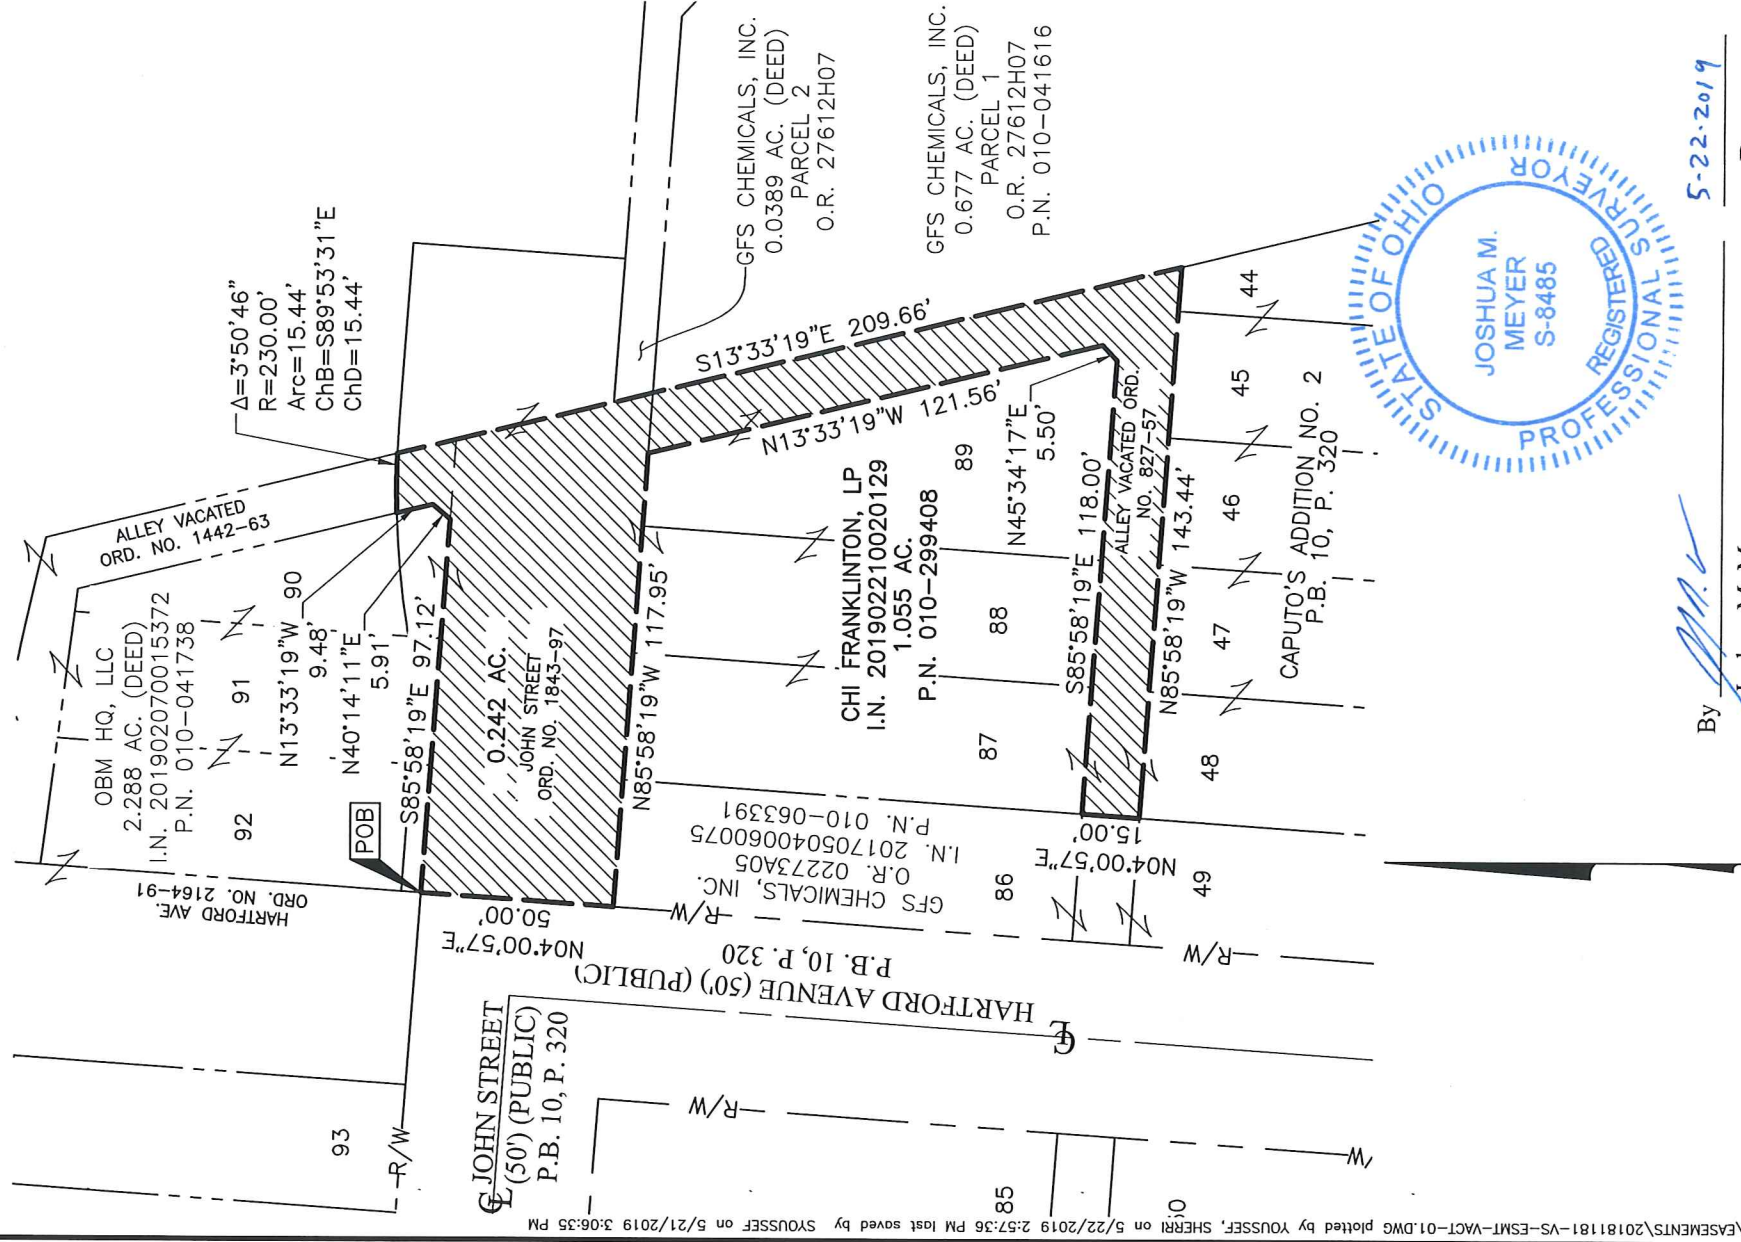 Δ=3°50'46"
R=230.00'
Arc=15.44'
ChB=S89°53'31"E
ChD=15.44'
GFS CHEMICALS, INC.
0.0389 AC. (DEED)
PARCEL 2
O.R. 27612H07
GFS CHEMICALS, INC.
0.677 AC. (DEED)
PARCEL 1
O.R. 27612H07
P.N. 010-041616
ALLEY VACATED
ORD. NO. 1442-63
OBM HQ, LLC
2.288 AC. (DEED)
I.N. 201902070015372
P.N. 010-041738
90
91
92
N13°33'19"W
9.48'
N40°14'11"E
5.91'
S85°58'19"E 97.12'
POB
0.242 AC.
JOHN STREET
ORD. NO. 1843-97
N85°58'19"W 117.95'
S13°33'19"E 209.66'
N13°33'19"W 121.56'
CHI FRANKLINTON, LP
I.N. 201902210020129
1.055 AC.
P.N. 010-299408
89
88
87
86
N45°34'17"E
5.50'
S85°58'19"E 118.00'
ALLEY VACATED ORD.
NO. 827-57
N85°58'19"W 143.44'
44
45
46
47
48
49
CAPUTO'S ADDITION NO. 2
P.B. 10, P. 320
HARTFORD AVE.
ORD. NO. 2164-91
N04°00'57"E
50.00'
GFS CHEMICALS, INC.
O.R. 02273A05
I.N. 201705040060075
P.N. 010-063391
N04°00'57"E
15.00'
R/W
R/W
HARTFORD AVENUE (50') (PUBLIC)
P.B. 10, P. 320
℄
℄ JOHN STREET
(50') (PUBLIC)
P.B. 10, P. 320
93
R/W
R/W
85
STATE OF OHIO
JOSHUA M.
MEYER
S-8485
REGISTERED
PROFESSIONAL SURVEYOR
By
5-22-2019
\EASEMENTS\20181181-VS-ESMT-VACT-01.DWG plotted by YOUSSEF, SHERRI on 5/22/2019 2:57:36 PM last saved by SYOUSSEF on 5/21/2019 3:06:35 PM